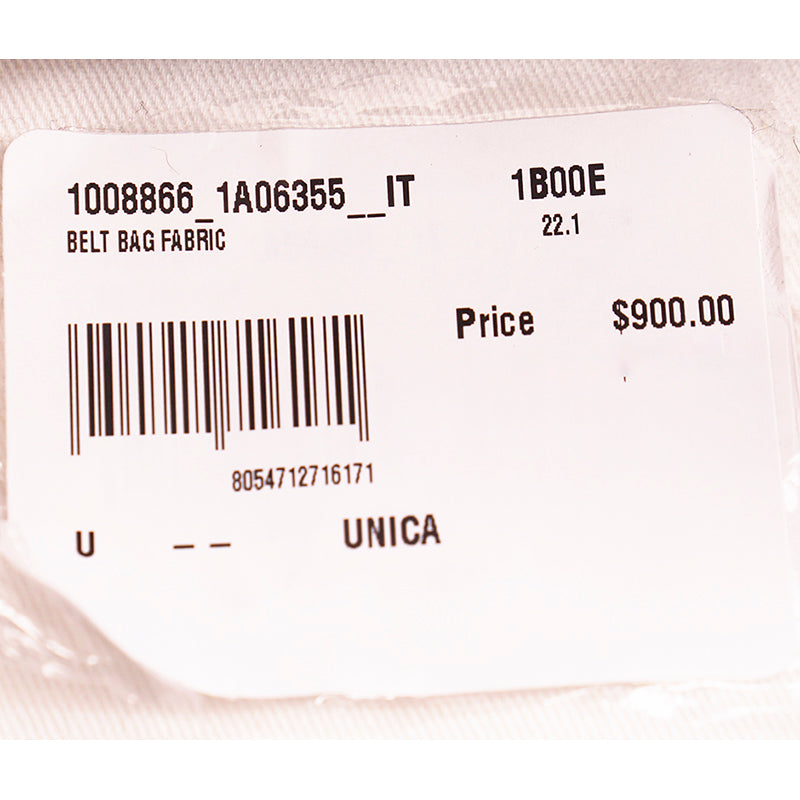 1008866_1A06355__IT 1B00E
BELT BAG FABRIC 22.1
Price $900.00
8054712716171
U _ _ UNICA